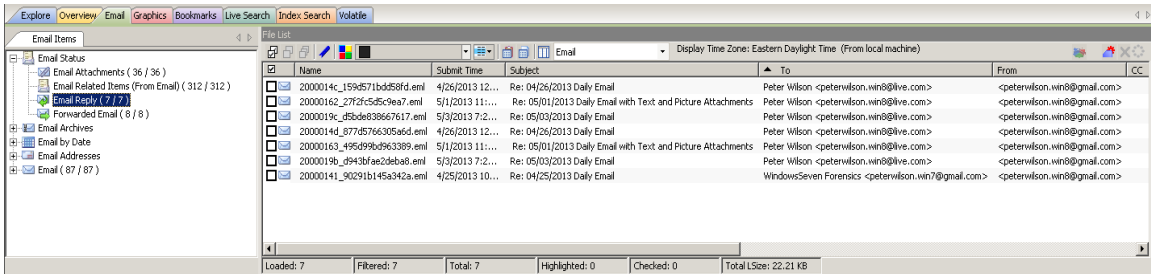 Explore Overview Email Graphics Bookmarks Live Search Index Search Volatile
Email Items
File List
Email Status
Email Attachments ( 36 / 36 )
Email Related Items (From Email) ( 312 / 312 )
Email Reply ( 7 / 7 )
Forwarded Email ( 8 / 8 )
Email Archives
Email by Date
Email Addresses
Email ( 87 / 87 )
Email Display Time Zone: Eastern Daylight Time (From local machine)
Name Submit Time Subject To From CC
2000014c_159d571bdd58fd.eml 4/26/2013 12... Re: 04/26/2013 Daily Email Peter Wilson <peterwilson.win8@live.com> <peterwilson.win8@gmail.com>
20000162_27f2fc5d5c9ea7.eml 5/1/2013 11:... Re: 05/01/2013 Daily Email with Text and Picture Attachments Peter Wilson <peterwilson.win8@live.com> <peterwilson.win8@gmail.com>
2000019c_d5bde838667617.eml 5/3/2013 7:2... Re: 05/03/2013 Daily Email Peter Wilson <peterwilson.win8@live.com> <peterwilson.win8@gmail.com>
2000014d_877d5766305a6d.eml 4/26/2013 12... Re: 04/26/2013 Daily Email Peter Wilson <peterwilson.win8@live.com> <peterwilson.win8@gmail.com>
20000163_495d99bd963389.eml 5/1/2013 11:... Re: 05/01/2013 Daily Email with Text and Picture Attachments Peter Wilson <peterwilson.win8@live.com> <peterwilson.win8@gmail.com>
2000019b_d943bfae2deba8.eml 5/3/2013 7:2... Re: 05/03/2013 Daily Email Peter Wilson <peterwilson.win8@live.com> <peterwilson.win8@gmail.com>
20000141_90291b145a342a.eml 4/25/2013 10... Re: 04/25/2013 Daily Email WindowsSeven Forensics <peterwilson.win7@gmail.com> <peterwilson.win8@gmail.com>
Loaded: 7 Filtered: 7 Total: 7 Highlighted: 0 Checked: 0 Total LSize: 22.21 KB